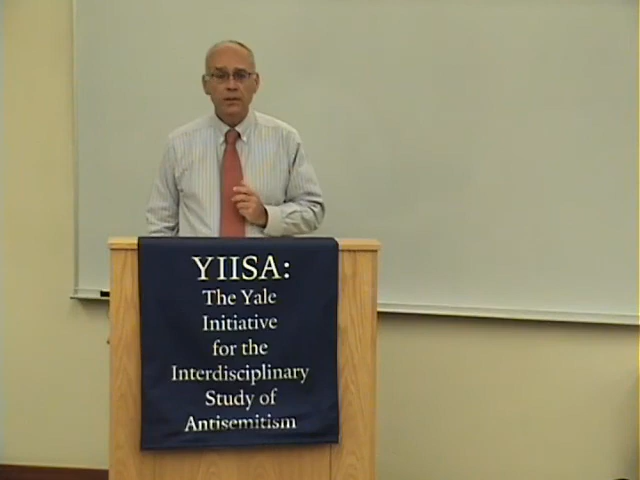 YIISA:
The Yale
Initiative
for the
Interdisciplinary
Study of
Antisemitism